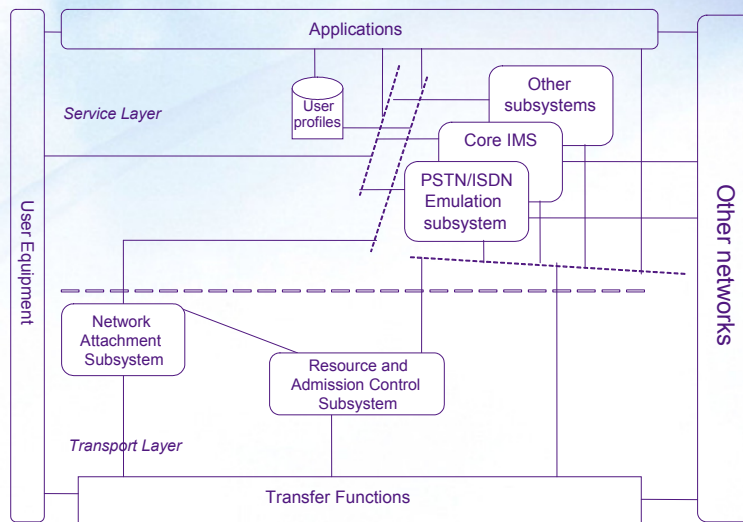 Applications
Other
subsystems
User
profiles
Service Layer
Core IMS
PSTN/ISDN
Emulation
subsystem
User Equipment
Other networks
Network
Attachment
Subsystem
Resource and
Admission Control
Subsystem
Transport Layer
Transfer Functions